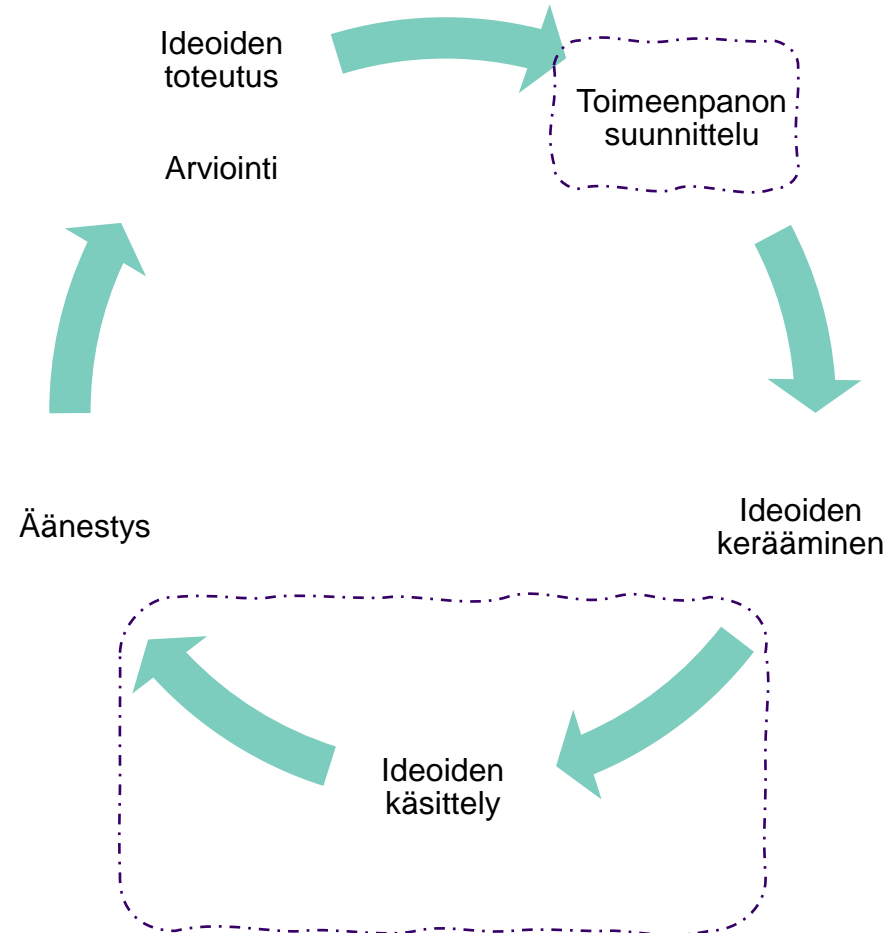 Ideoiden
toteutus
Arviointi
Toimeenpanon
suunnittelu
Ideoiden
kerääminen
Ideoiden
käsittely
Äänestys